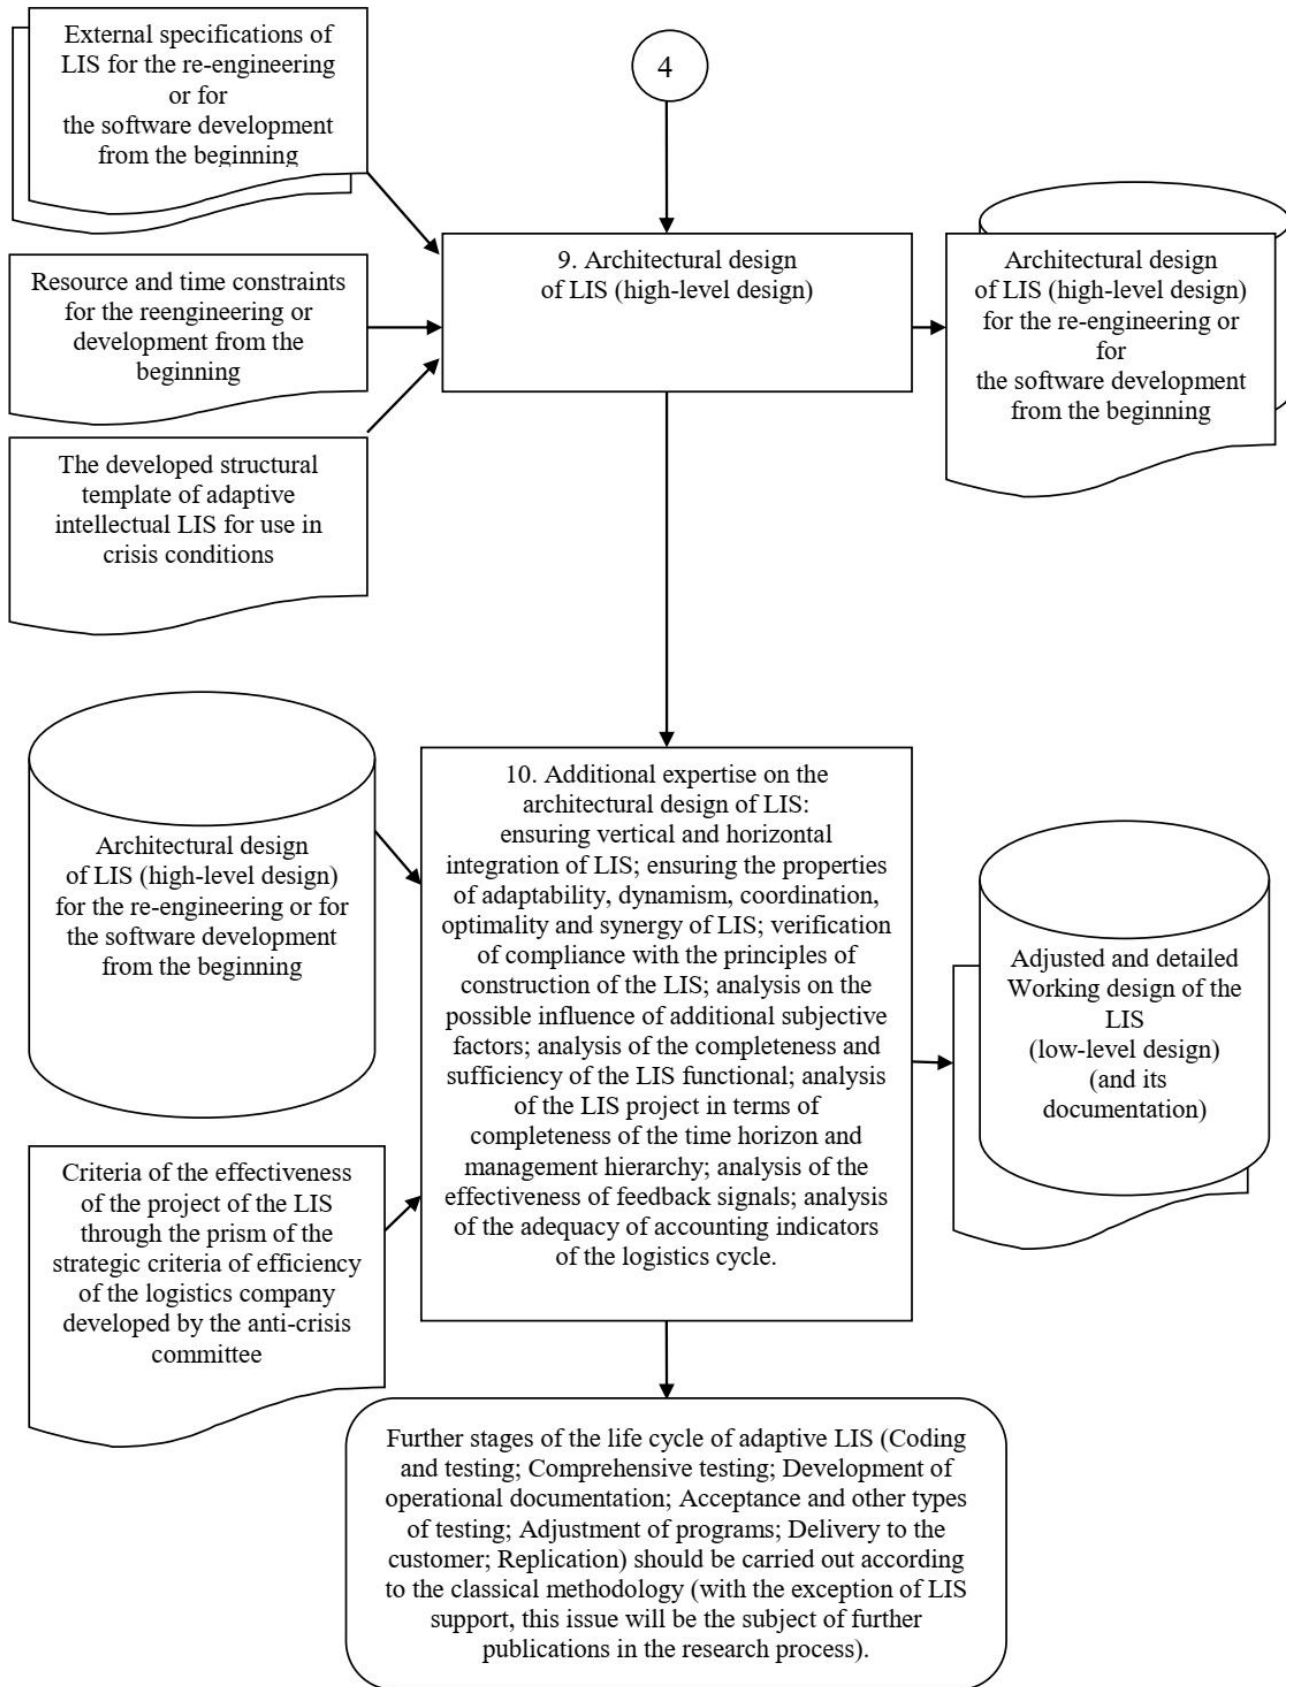 External specifications of
LIS for the re-engineering
or for
the software development
from the beginning
4
Resource and time constraints
for the reengineering or
development from the
beginning
9. Architectural design
of LIS (high-level design)
Architectural design
of LIS (high-level design)
for the re-engineering or
for
the software development
from the beginning
The developed structural
template of adaptive
intellectual LIS for use in
crisis conditions
Architectural design
of LIS (high-level design)
for the re-engineering or for
the software development
from the beginning
Criteria of the effectiveness
of the project of the LIS
through the prism of the
strategic criteria of efficiency
of the logistics company
developed by the anti-crisis
committee
10. Additional expertise on the
architectural design of LIS:
ensuring vertical and horizontal
integration of LIS; ensuring the properties
of adaptability, dynamism, coordination,
optimality and synergy of LIS; verification
of compliance with the principles of
construction of the LIS; analysis on the
possible influence of additional subjective
factors; analysis of the completeness and
sufficiency of the LIS functional; analysis
of the LIS project in terms of
completeness of the time horizon and
management hierarchy; analysis of the
effectiveness of feedback signals; analysis
of the adequacy of accounting indicators
of the logistics cycle.
Adjusted and detailed
Working design of the
LIS
(low-level design)
(and its
documentation)
Further stages of the life cycle of adaptive LIS (Coding
and testing; Comprehensive testing; Development of
operational documentation; Acceptance and other types
of testing; Adjustment of programs; Delivery to the
customer; Replication) should be carried out according
to the classical methodology (with the exception of LIS
support, this issue will be the subject of further
publications in the research process).